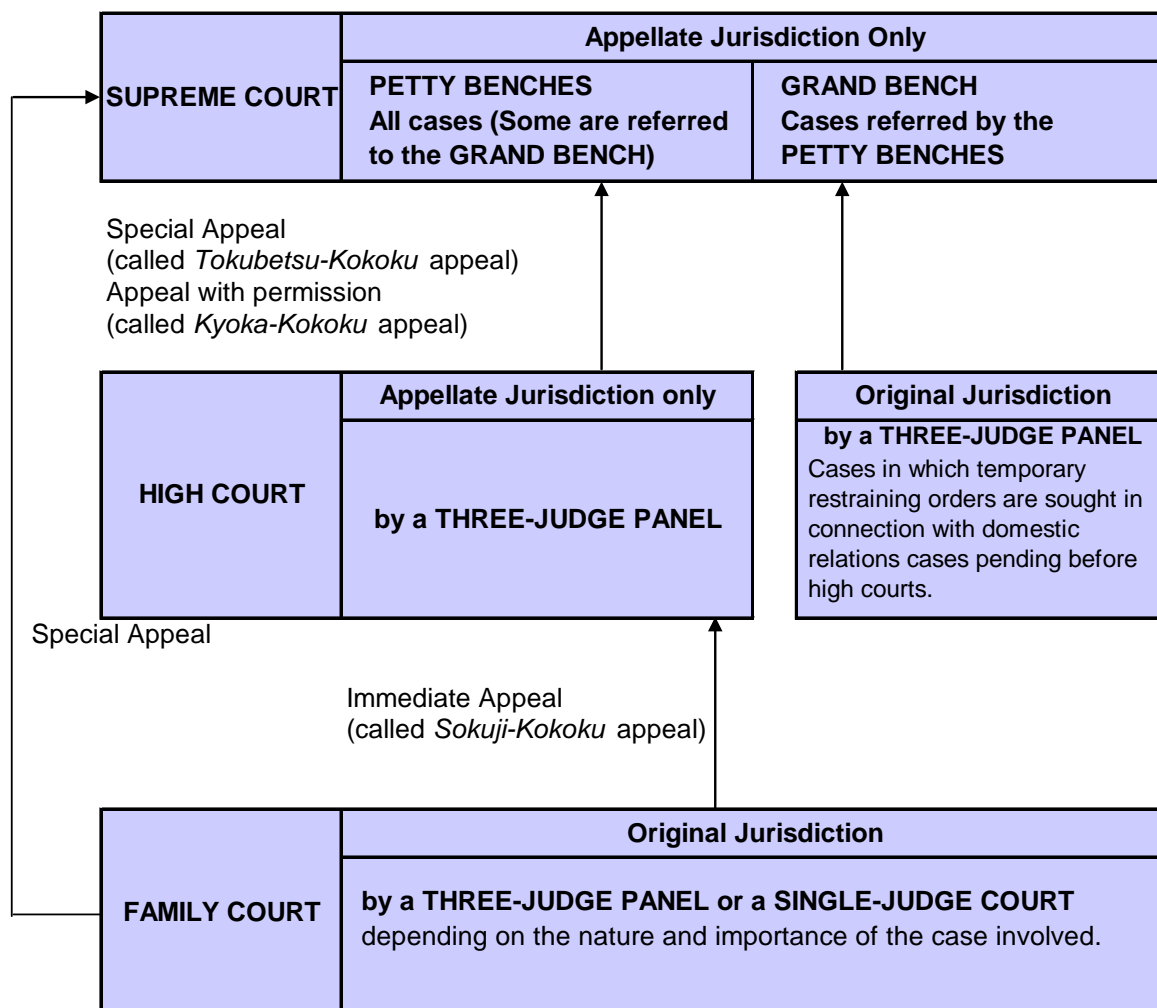 Appellate Jurisdiction Only
SUPREME COURT
PETTY BENCHES
All cases (Some are referred
to the GRAND BENCH)
GRAND BENCH
Cases referred by the
PETTY BENCHES
Special Appeal
(called Tokubetsu-Kokoku appeal)
Appeal with permission
(called Kyoka-Kokoku appeal)
HIGH COURT
Appellate Jurisdiction only
by a THREE-JUDGE PANEL
Original Jurisdiction
by a THREE-JUDGE PANEL
Cases in which temporary
restraining orders are sought in
connection with domestic
relations cases pending before
high courts.
Special Appeal
Immediate Appeal
(called Sokuji-Kokoku appeal)
FAMILY COURT
Original Jurisdiction
by a THREE-JUDGE PANEL or a SINGLE-JUDGE COURT
depending on the nature and importance of the case involved.